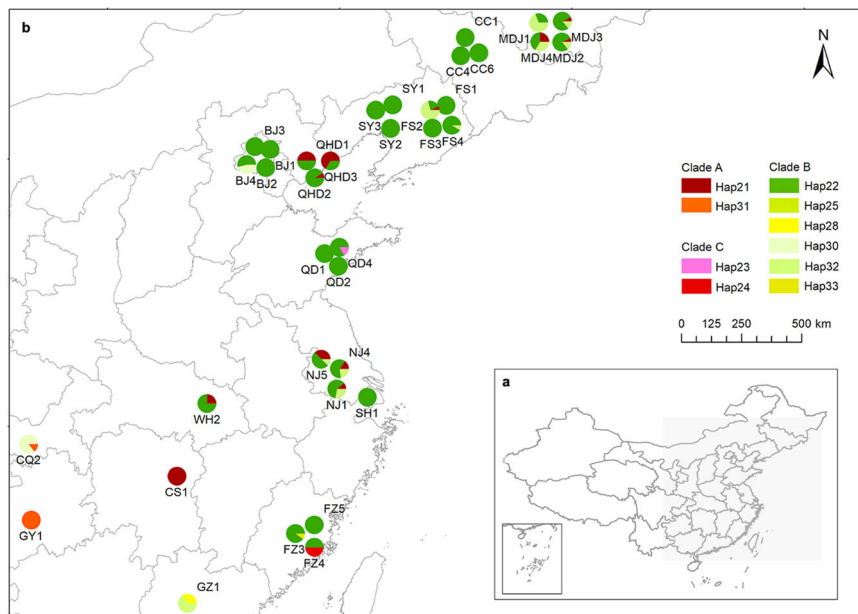 b
N
CC1
CC4
CC6
MDJ1
MDJ3
MDJ4
MDJ2
SY1
SY3
SY2
FS1
FS2
FS3
FS4
BJ3
BJ1
BJ4
BJ2
QHD1
QHD3
QHD2
Clade A
Hap21
Hap31
Clade C
Hap23
Hap24
Clade B
Hap22
Hap25
Hap28
Hap30
Hap32
Hap33
0 125 250 500 km
QD1
QD4
QD2
NJ4
NJ5
NJ1
SH1
WH2
CQ2
CS1
GY1
FZ5
FZ3
FZ4
GZ1
a